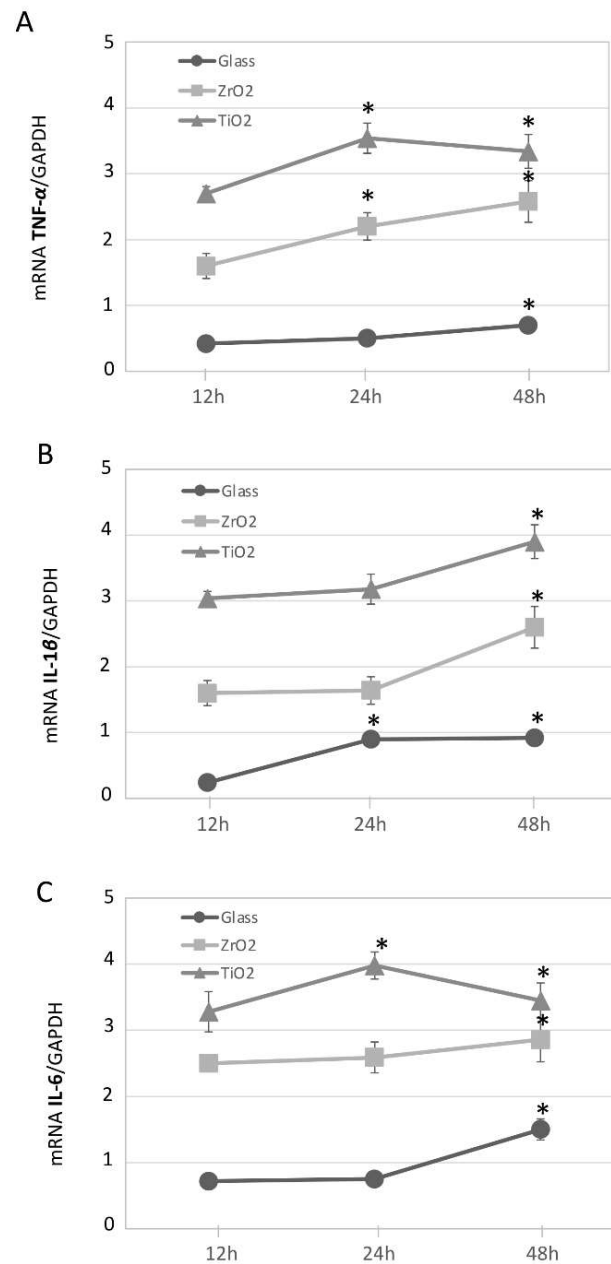 A
5
4
3
2
1
0
mRNA TNF-α/GAPDH
Glass
ZrO2
TiO2
*
*
*
*
*
12h
24h
48h
B
5
4
3
2
1
0
mRNA IL-1β/GAPDH
Glass
ZrO2
TiO2
*
*
*
*
12h
24h
48h
C
5
4
3
2
1
0
mRNA IL-6/GAPDH
Glass
ZrO2
TiO2
*
*
*
*
12h
24h
48h